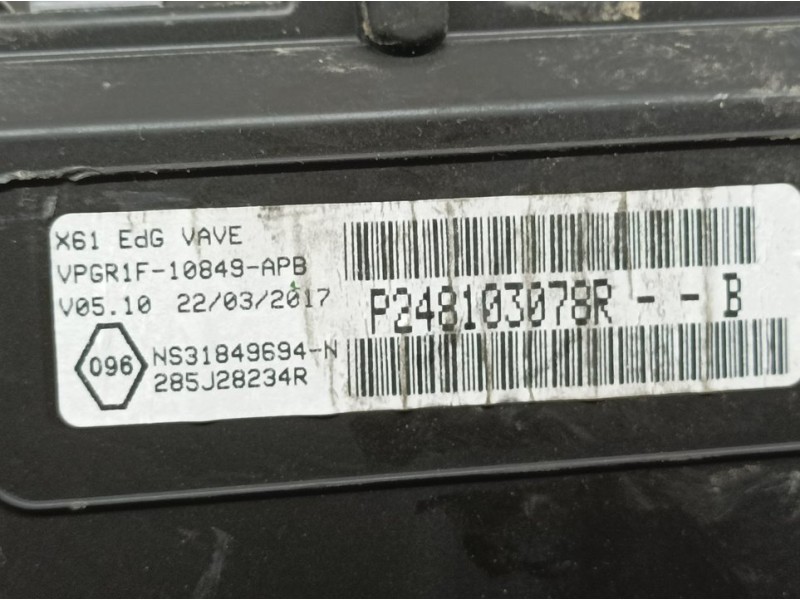 X61 EdG VAVE
VPGR1F-10849-APB
V05.10 22/03/2017
096
NS31849694-N
285J28234R
P248103078R - - B